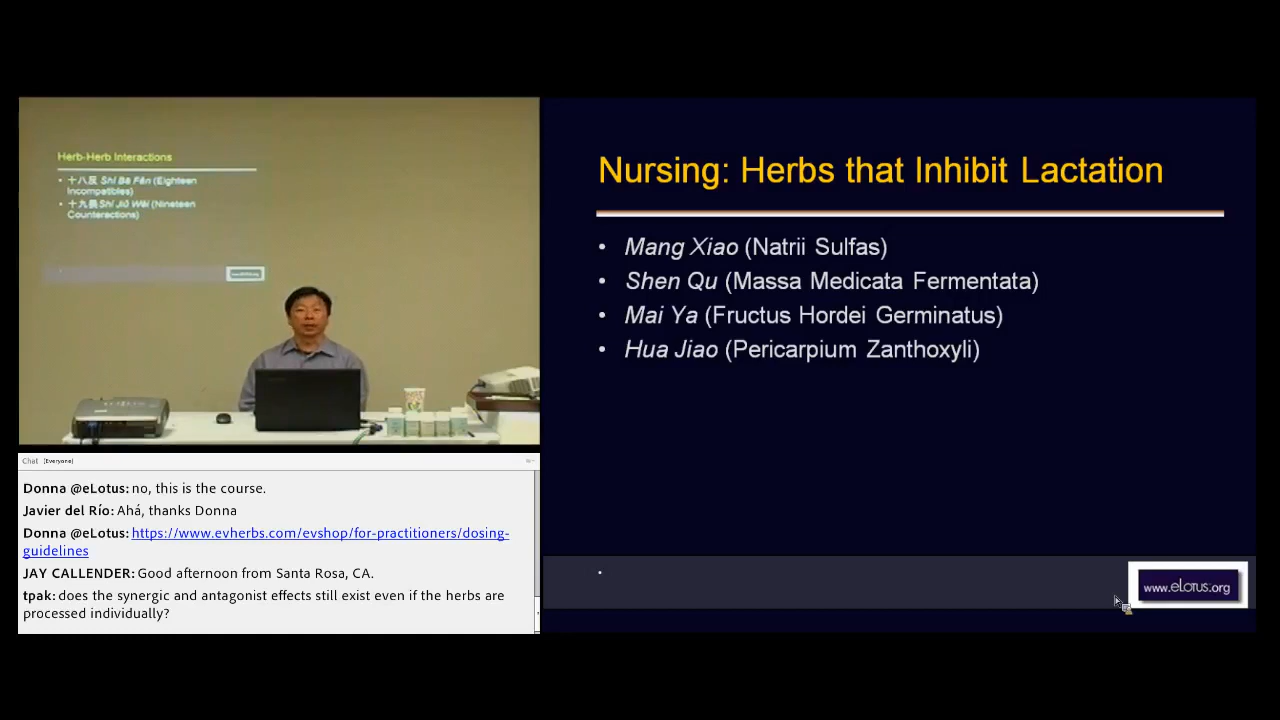 Herb-Herb Interactions
• 十八反 Shí Bā Fǎn (Eighteen
Incompatibles)
• 十九畏 Shí Jiǔ Wèi (Nineteen
Counteractions)
Nursing: Herbs that Inhibit Lactation
• Mang Xiao (Natrii Sulfas)
• Shen Qu (Massa Medicata Fermentata)
• Mai Ya (Fructus Hordei Germinatus)
• Hua Jiao (Pericarpium Zanthoxyli)
www.eLotus.org
Chat (Everyone)
Donna @eLotus: no, this is the course.
Javier del Río: Ahá, thanks Donna
Donna @eLotus: https://www.evherbs.com/evshop/for-practitioners/dosing-
guidelines
JAY CALLENDER: Good afternoon from Santa Rosa, CA.
tpak: does the synergic and antagonist effects still exist even if the herbs are
processed individually?